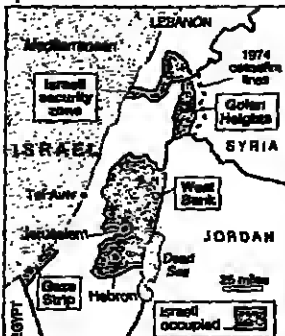 LEBANON
Mediterranean
1974
ceasefire
lines
Israeli
security
zone
Golan
Heights
ISRAEL
SYRIA
Tel Aviv
West
Bank
Jerusalem
JORDAN
Dead
Sea
Gaza
Strip
Hebron
25 miles
EGYPT
Israeli
occupied